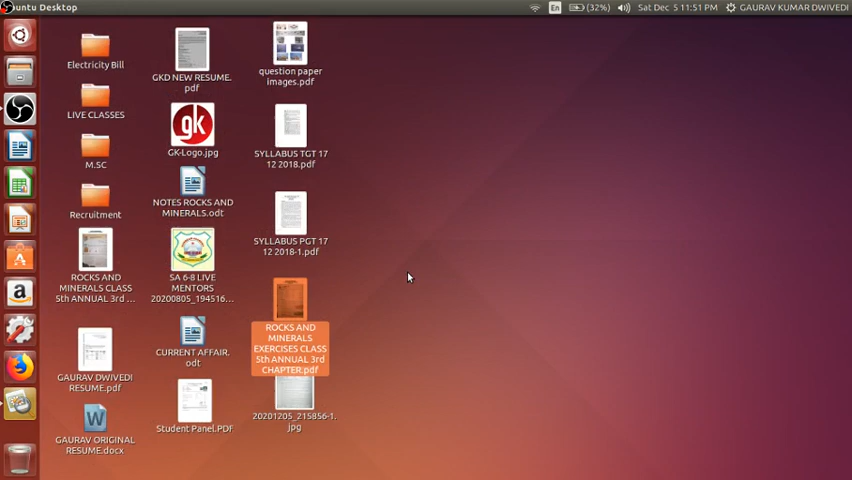 untu Desktop
En
(32%)
Sat Dec 5 11:51 PM
GAURAV KUMAR DWIVEDI
Electricity Bill
LIVE CLASSES
M.SC
Recruitment
ROCKS AND
MINERALS CLASS
5th ANNUAL 3rd ...
GAURAV DWIVEDI
RESUME.pdf
W
GAURAV ORIGINAL
RESUME.docx
GKD NEW RESUME.
pdf
gk
GK-Logo.jpg
NOTES ROCKS AND
MINERALS.odt
SA 6-8 LIVE
MENTORS
20200805_194516...
CURRENT AFFAIR.
odt
Student Panel.PDF
question paper
images.pdf
SYLLABUS TGT 17
12 2018.pdf
SYLLABUS PGT 17
12 2018-1.pdf
ROCKS AND
MINERALS
EXERCISES CLASS
5th ANNUAL 3rd
CHAPTER.pdf
20201205_215856-1.
jpg